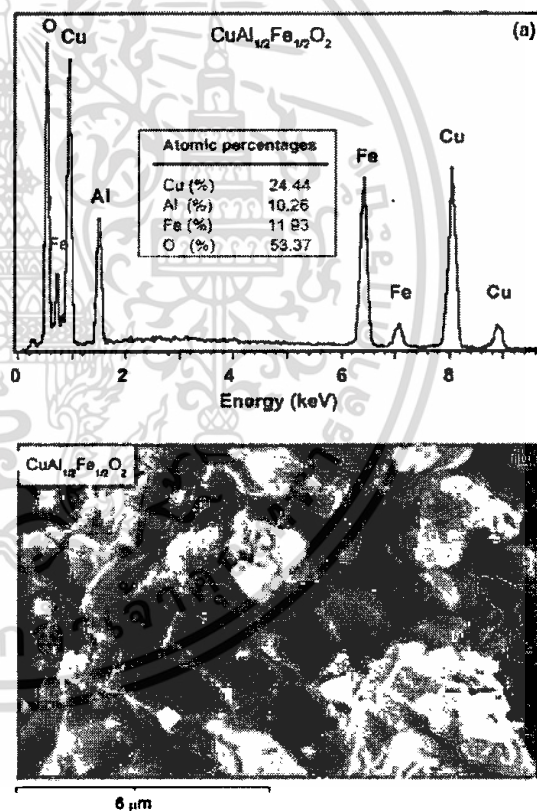 O
Cu
CuAl1/2Fe1/2O2
(a)
Atomic percentages
Cu (%) 24.44
Al (%) 10.26
Fe (%) 11.93
O (%) 53.37
Fe
Al
Fe
Fe
Cu
Cu
0 2 4 6 8
Energy (keV)
CuAl1/2Fe1/2O2
6 μm